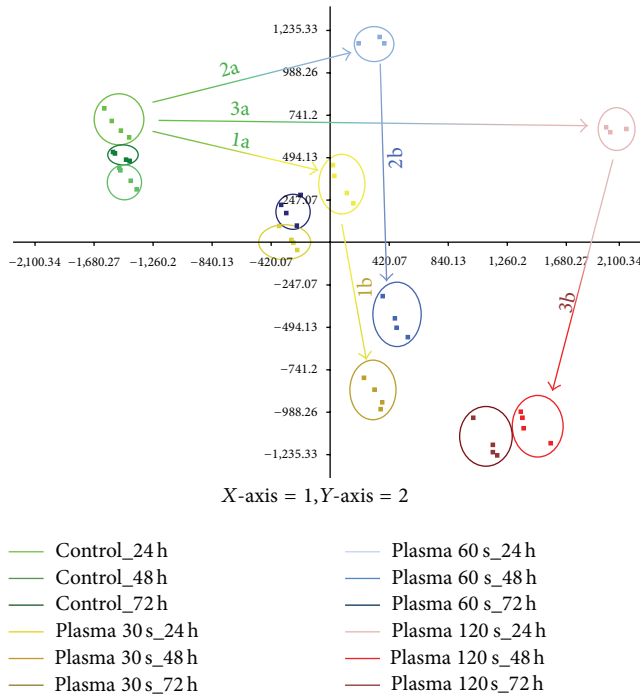 1,235.33
988.26
741.2
494.13
247.07
2a
3a
1a
2b
−2,100.34 −1,680.27 −1,260.2 −840.13 −420.07 420.07 840.13 1,260.2 1,680.27 2,100.34
−247.07
−494.13
−741.2
−988.26
−1,235.33
1b
3b
X-axis = 1, Y-axis = 2
Control_24 h
Control_48 h
Control_72 h
Plasma 30 s_24 h
Plasma 30 s_48 h
Plasma 30 s_72 h
Plasma 60 s_24 h
Plasma 60 s_48 h
Plasma 60 s_72 h
Plasma 120 s_24 h
Plasma 120 s_48 h
Plasma 120 s_72 h